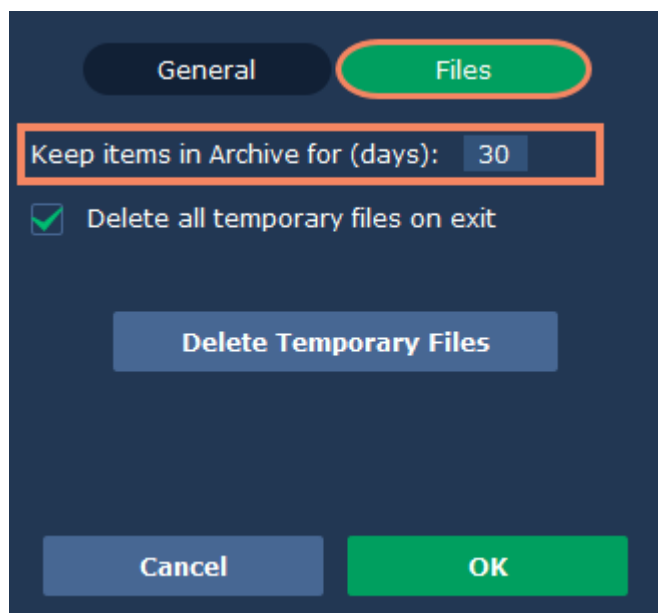 General Files
Keep items in Archive for (days): 30
Delete all temporary files on exit
Delete Temporary Files
Cancel OK